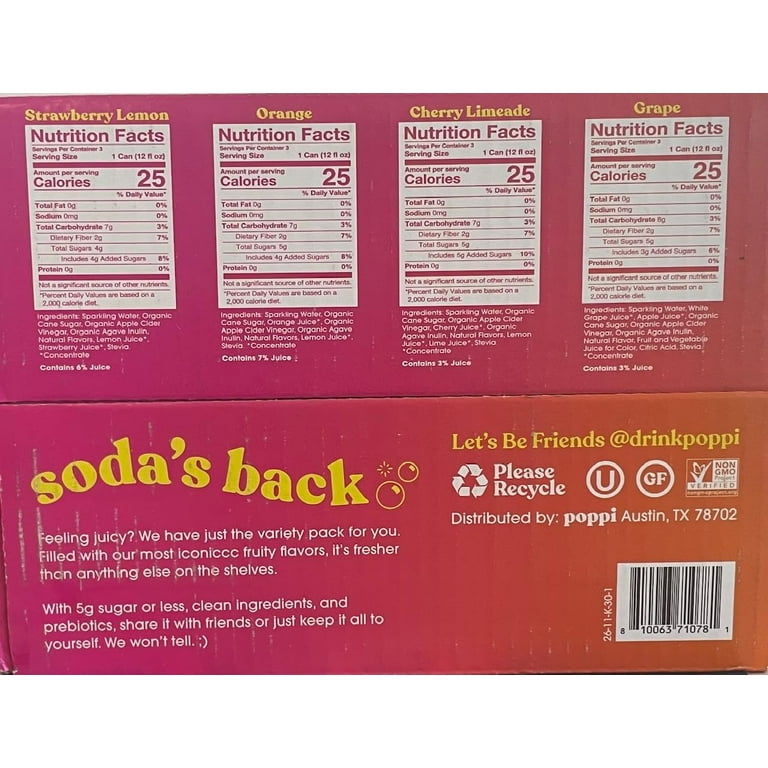 Strawberry Lemon
Nutrition Facts
Servings Per Container 3
Serving Size 1 Can (12 fl oz)
Amount per serving
Calories 25
% Daily Value*
Total Fat 0g 0%
Sodium 0mg 0%
Total Carbohydrate 7g 3%
Dietary Fiber 2g 7%
Total Sugars 4g
Includes 4g Added Sugars 8%
Protein 0g 0%
Not a significant source of other nutrients.
*Percent Daily Values are based on a
2,000 calorie diet.
Ingredients: Sparkling Water, Organic
Cane Sugar, Organic Apple Cider
Vinegar, Organic Agave Inulin,
Natural Flavors, Lemon Juice*,
Strawberry Juice*, Stevia.
*Concentrate
Contains 6% Juice
Orange
Nutrition Facts
Servings Per Container 3
Serving Size 1 Can (12 fl oz)
Amount per serving
Calories 25
% Daily Value*
Total Fat 0g 0%
Sodium 0mg 0%
Total Carbohydrate 7g 3%
Dietary Fiber 2g 7%
Total Sugars 5g
Includes 4g Added Sugars 8%
Protein 0g 0%
Not a significant source of other nutrients.
*Percent Daily Values are based on a
2,000 calorie diet.
Ingredients: Sparkling Water, Organic
Cane Sugar, Orange Juice*, Organic
Apple Cider Vinegar, Organic Agave
Inulin, Natural Flavors, Lemon Juice*,
Stevia. *Concentrate
Contains 7% Juice
Cherry Limeade
Nutrition Facts
Servings Per Container 3
Serving Size 1 Can (12 fl oz)
Amount per serving
Calories 25
% Daily Value*
Total Fat 0g 0%
Sodium 0mg 0%
Total Carbohydrate 7g 3%
Dietary Fiber 2g 7%
Total Sugars 5g
Includes 5g Added Sugars 10%
Protein 0g 0%
Not a significant source of other nutrients.
*Percent Daily Values are based on a
2,000 calorie diet.
Ingredients: Sparkling Water, Organic
Cane Sugar, Organic Apple Cider
Vinegar, Cherry Juice*, Organic
Agave Inulin, Natural Flavors, Lemon
Juice*, Lime Juice*, Stevia
*Concentrate
Contains 3% Juice
Grape
Nutrition Facts
Servings Per Container 3
Serving Size 1 Can (12 fl oz)
Amount per serving
Calories 25
% Daily Value*
Total Fat 0g 0%
Sodium 0mg 0%
Total Carbohydrate 8g 3%
Dietary Fiber 2g 7%
Total Sugars 5g
Includes 3g Added Sugars 6%
Protein 0g 0%
Not a significant source of other nutrients.
*Percent Daily Values are based on a
2,000 calorie diet.
Ingredients: Sparkling Water, White
Grape Juice*, Apple Juice*, Organic
Cane Sugar, Organic Apple Cider
Vinegar, Organic Agave Inulin,
Natural Flavor, Fruit and Vegetable
Juice for Color, Citric Acid, Stevia
*Concentrate
Contains 3% Juice
soda's back
Feeling juicy? We have just the variety pack for you.
Filled with our most iconiccc fruity flavors, it's fresher
than anything else on the shelves.
With 5g sugar or less, clean ingredients, and
prebiotics, share it with friends or just keep it all to
yourself. We won't tell. ;)
Let's Be Friends @drinkpoppi
Please
Recycle
U
GF
NON
GMO
Project
VERIFIED
nongmoproject.org
Distributed by: poppi Austin, TX 78702
26-11-K-30-1
8 10063 71078 1